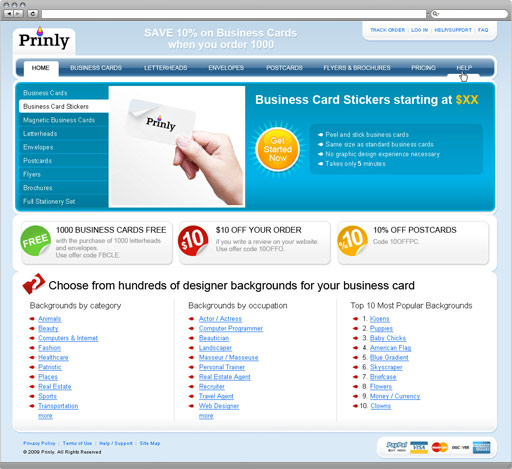 Prinly
SAVE 10% on Business Cards
when you order 1000
TRACK ORDER | LOG IN | HELP/SUPPORT | FAQ
HOME
BUSINESS CARDS
LETTERHEADS
ENVELOPES
POSTCARDS
FLYERS & BROCHURES
PRICING
HELP
Business Cards
Business Card Stickers
Magnetic Business Cards
Letterheads
Envelopes
Postcards
Flyers
Brochures
Full Stationery Set
Prinly
Business Card Stickers starting at $XX
Get
Started
Now
Peel and stick business cards
Same size as standard business cards
No graphic design experience necessary
Takes only 5 minutes
FREE
1000 BUSINESS CARDS FREE
with the purchase of 1000 letterheads
and envelopes.
Use offer code FBCLE.
$10
$10 OFF YOUR ORDER
if you write a review on your website.
Use offer code 10OFFO.
%10
10% OFF POSTCARDS
Code 10OFFPC.
Choose from hundreds of designer backgrounds for your business card
Backgrounds by category
Animals
Beauty
Computers & Internet
Fashion
Healthcare
Patriotic
Places
Real Estate
Sports
Transportation
more
Backgrounds by occupation
Actor / Actress
Computer Programmer
Beautician
Landscaper
Masseur / Masseuse
Personal Trainer
Real Estate Agent
Recruiter
Travel Agent
Web Designer
more
Top 10 Most Popular Backgrounds
1. Kloens
2. Puppies
3. Baby Chicks
4. American Flag
5. Blue Gradient
6. Skyscraper
7. Briefcase
8. Flowers
9. Money / Currency
10. Clowns
Privacy Policy | Terms of Use | Help / Support | Site Map
© 2009 Prinly. All Rights Reserved
PayPal
BUY NOW
VISA
DISCOVER